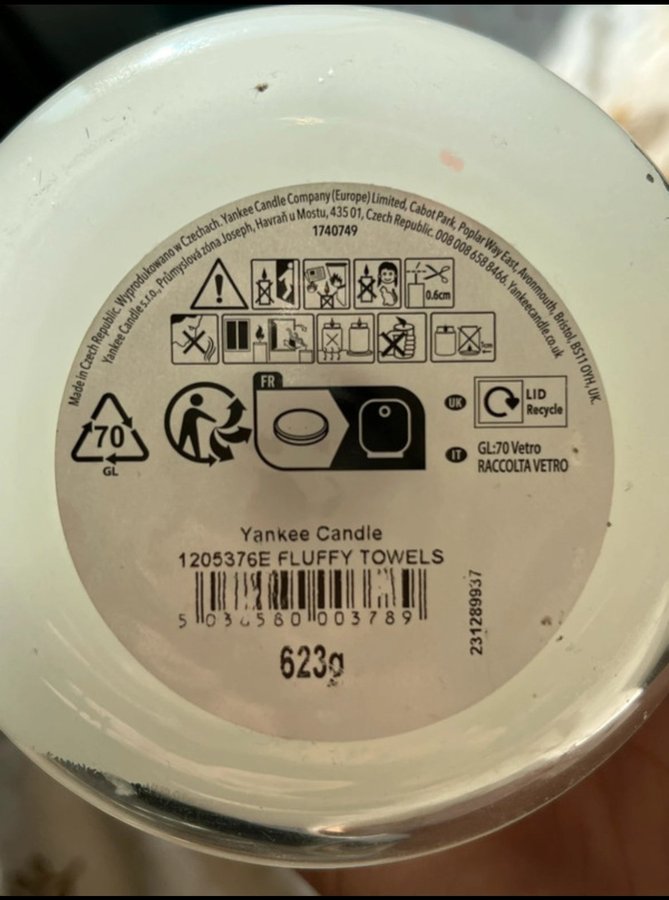 Made in Czech Republic. Wyprodukowano w Czechach. Yankee Candle Company (Europe) Limited, Cabot Park, Poplar Way East, Avonmouth, Bristol, BS11 0YH, UK.
Yankee Candle s.r.o., Průmyslová zóna Joseph, Havraň u Mostu, 435 01, Czech Republic. 008 008 658 8466. Yankeecandle.co.uk
1740749
0.6cm
1cm
FR
70
GL
UK
LID
Recycle
IT
GL:70 Vetro
RACCOLTA VETRO
Yankee Candle
1205376E FLUFFY TOWELS
5 038580 003789
623g
231289937